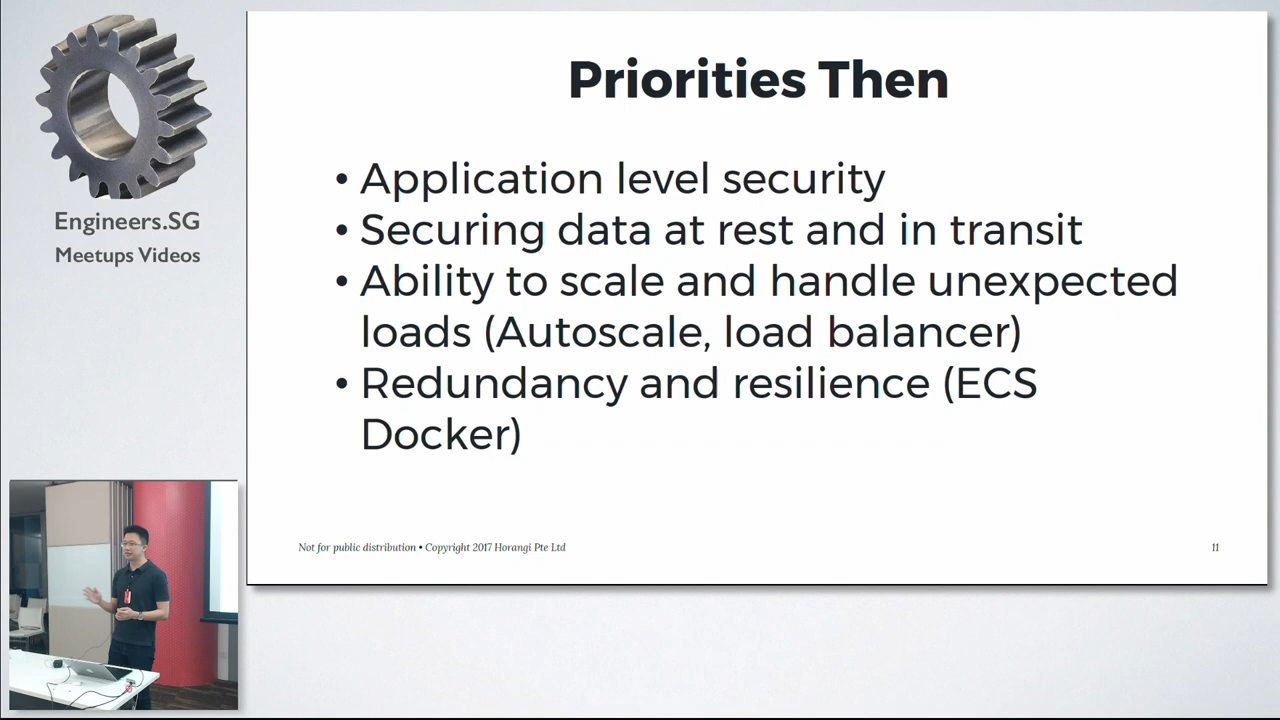 Engineers.SG
Meetups Videos
Priorities Then
• Application level security
• Securing data at rest and in transit
• Ability to scale and handle unexpected
loads (Autoscale, load balancer)
• Redundancy and resilience (ECS
Docker)
Not for public distribution • Copyright 2017 Horangi Pte Ltd
11